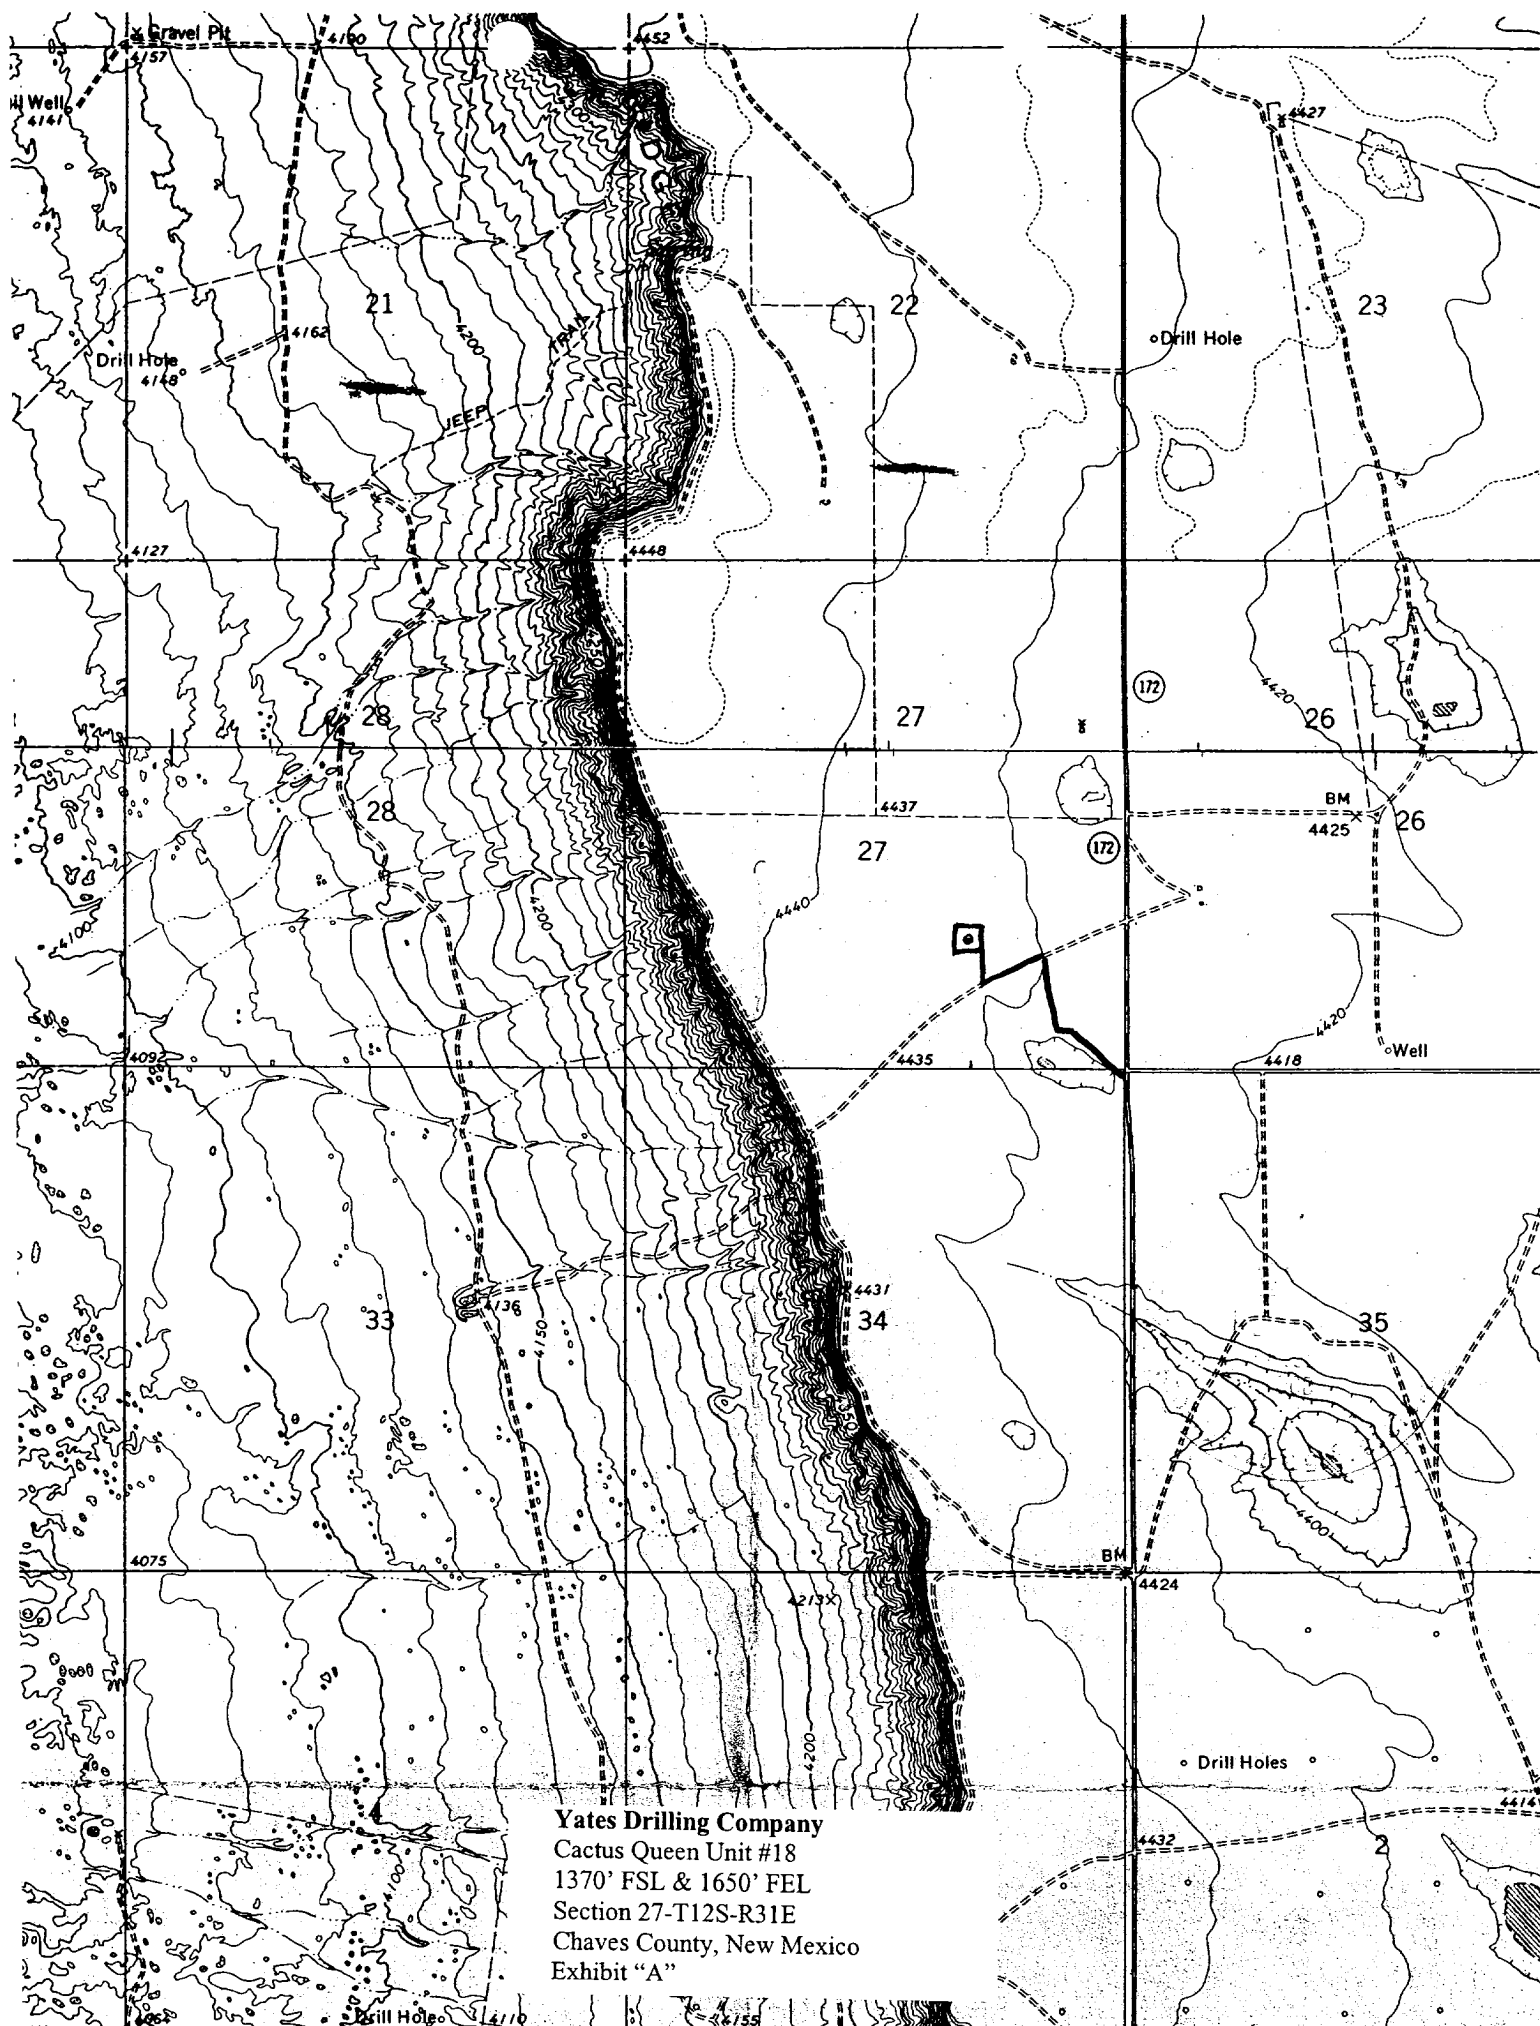 Gravel Pit
4190
4452
4157
Well
4141
4427
21
22
23
4200
4162
TRAIL
Drill Hole
4148
Drill Hole
JEEP
4127
4448
4420
172
28
27
26
28
4437
BM
4425
26
27
172
4200
4440
4100
4420
Well
4092
4435
4418
4431
4136
33
34
35
4150
4350
4400
4075
BM
4424
4213
4200
Drill Holes
4414
Yates Drilling Company
4432
2
Cactus Queen Unit #18
4100
1370' FSL & 1650' FEL
Section 27-T12S-R31E
Chaves County, New Mexico
Exhibit “A”
Drill Hole
4110
4155